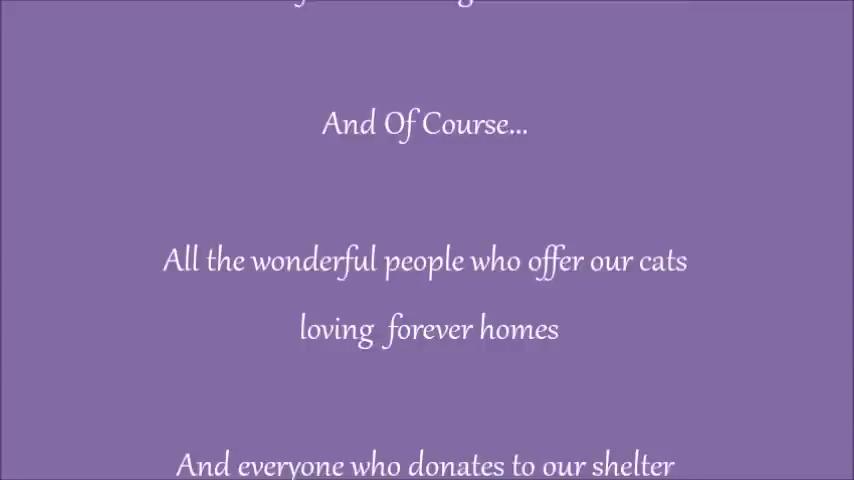 And Of Course...
All the wonderful people who offer our cats
loving forever homes
And everyone who donates to our shelter